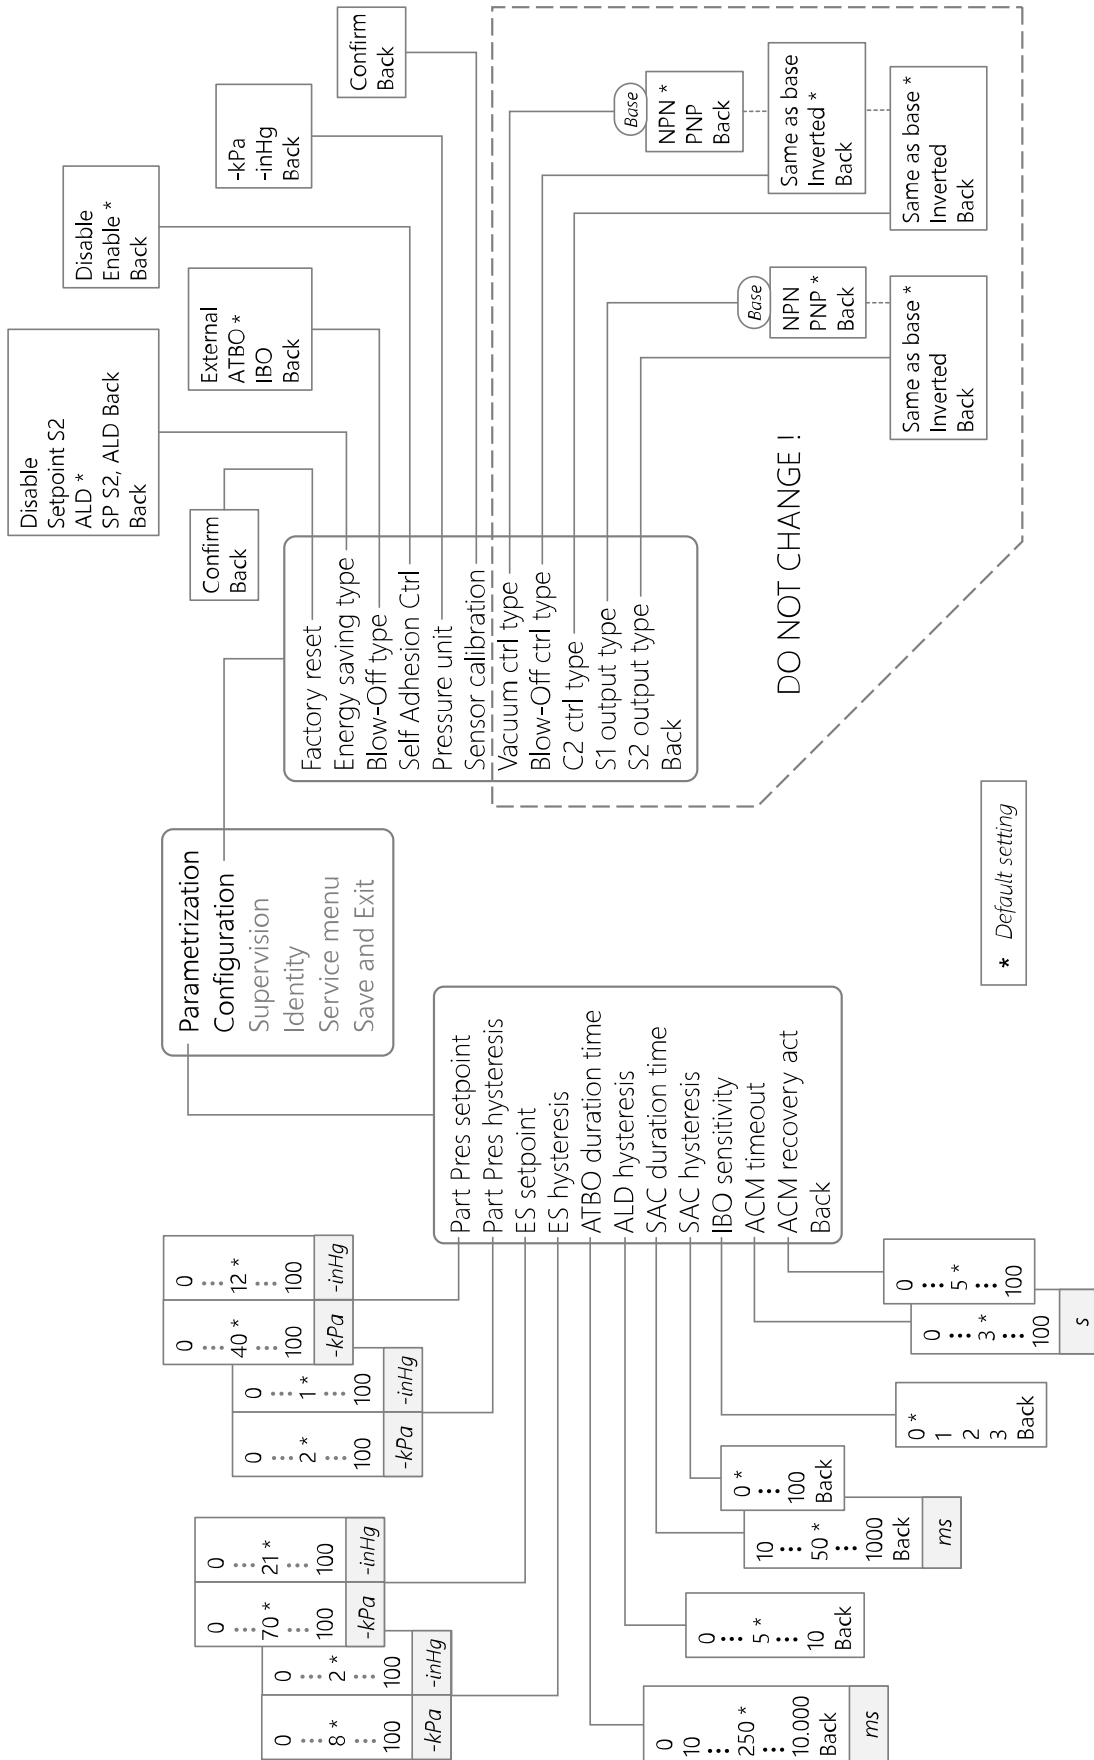 Parametrization
Configuration
Supervision
Identity
Service menu
Save and Exit
0
... 12 * ...
100
-inHg
0
... 40 * ...
100
-kPa
0
... 1 * ...
100
-inHg
0
... 2 * ...
100
-kPa
0
... 21 * ...
100
-inHg
0
... 70 * ...
100
-kPa
0
... 2 * ...
100
-inHg
0
... 8 * ...
100
-kPa
Part Pres setpoint
Part Pres hysteresis
ES setpoint
ES hysteresis
ATBO duration time
ALD hysteresis
SAC duration time
SAC hysteresis
IBO sensitivity
ACM timeout
ACM recovery act
Back
0
10
... 250 * ...
10.000
Back
ms
0
... 5 * ...
10
Back
10
... 50 * ...
1000
Back
ms
0 *
...
100
Back
0 *
1
2
3
Back
0
... 3 * ...
100
s
0
... 5 * ...
100
Disable
Setpoint S2
ALD *
SP S2, ALD Back
Back
Disable
Enable *
Back
Confirm
Back
External
ATBO *
IBO
Back
-kPa
-inHg
Back
Confirm
Back
Factory reset
Energy saving type
Blow-Off type
Self Adhesion Ctrl
Pressure unit
Sensor calibration
Vacuum ctrl type
Blow-Off ctrl type
C2 ctrl type
S1 output type
S2 output type
Back
Base
NPN *
PNP
Back
Same as base
Inverted *
Back
Same as base *
Inverted
Back
Base
NPN
PNP *
Back
Same as base *
Inverted
Back
DO NOT CHANGE !
* Default setting